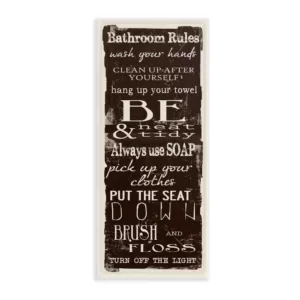 Bathroom Rules
wash your hands
CLEAN UP AFTER
YOURSELF!
hang up your towel
BE
& neat
tidy
Always use SOAP
pick up your
clothes
PUT THE SEAT
DOWN
BRUSH AND
FLOSS
TURN OFF THE LIGHT